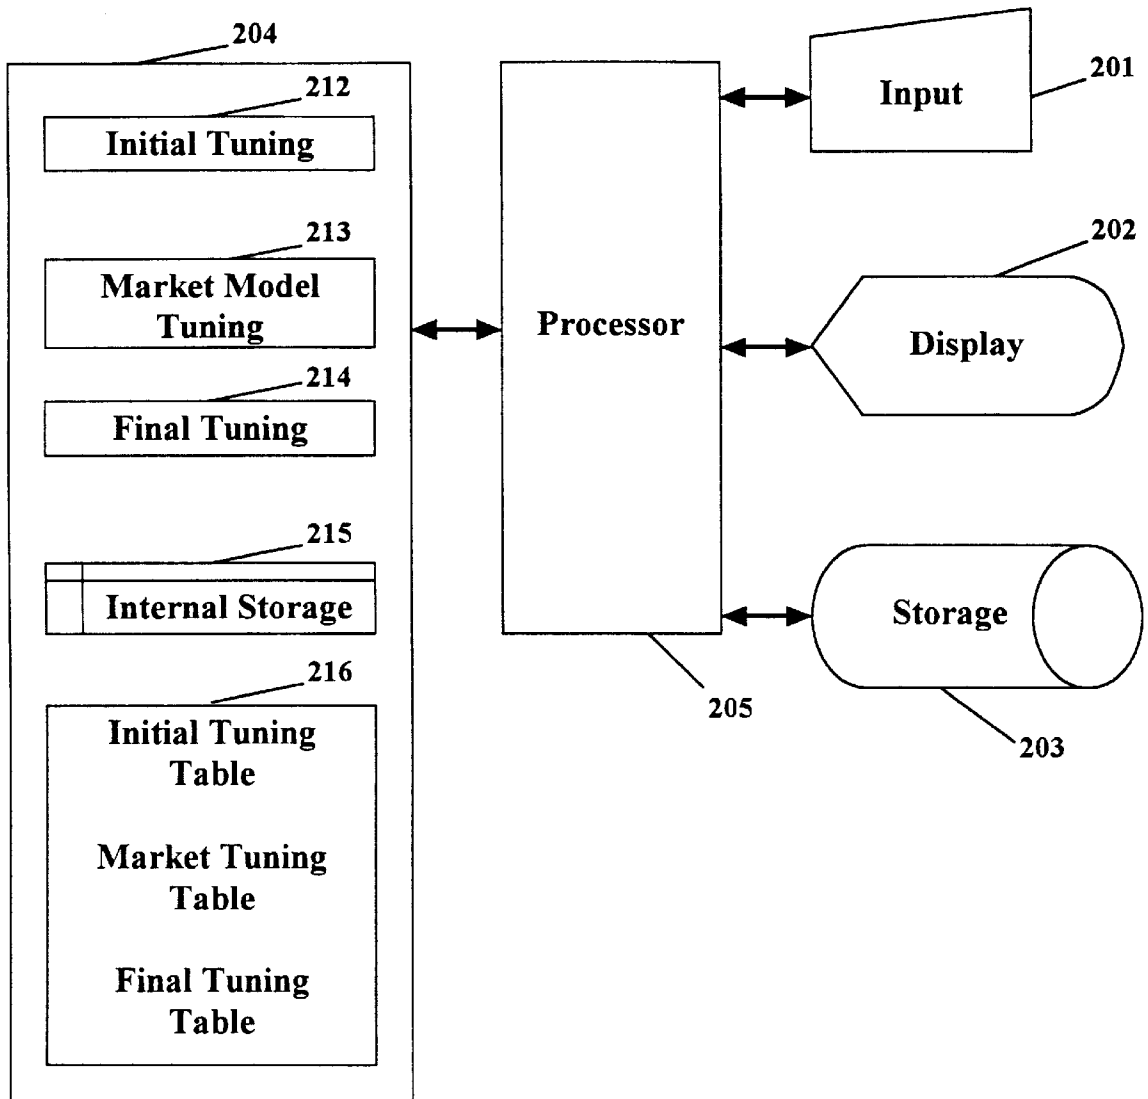 204
212
Initial Tuning
213
Market Model
Tuning
214
Final Tuning
215
Internal Storage
216
Initial Tuning
Table
Market Tuning
Table
Final Tuning
Table
Processor
205
Input
201
202
Display
Storage
203